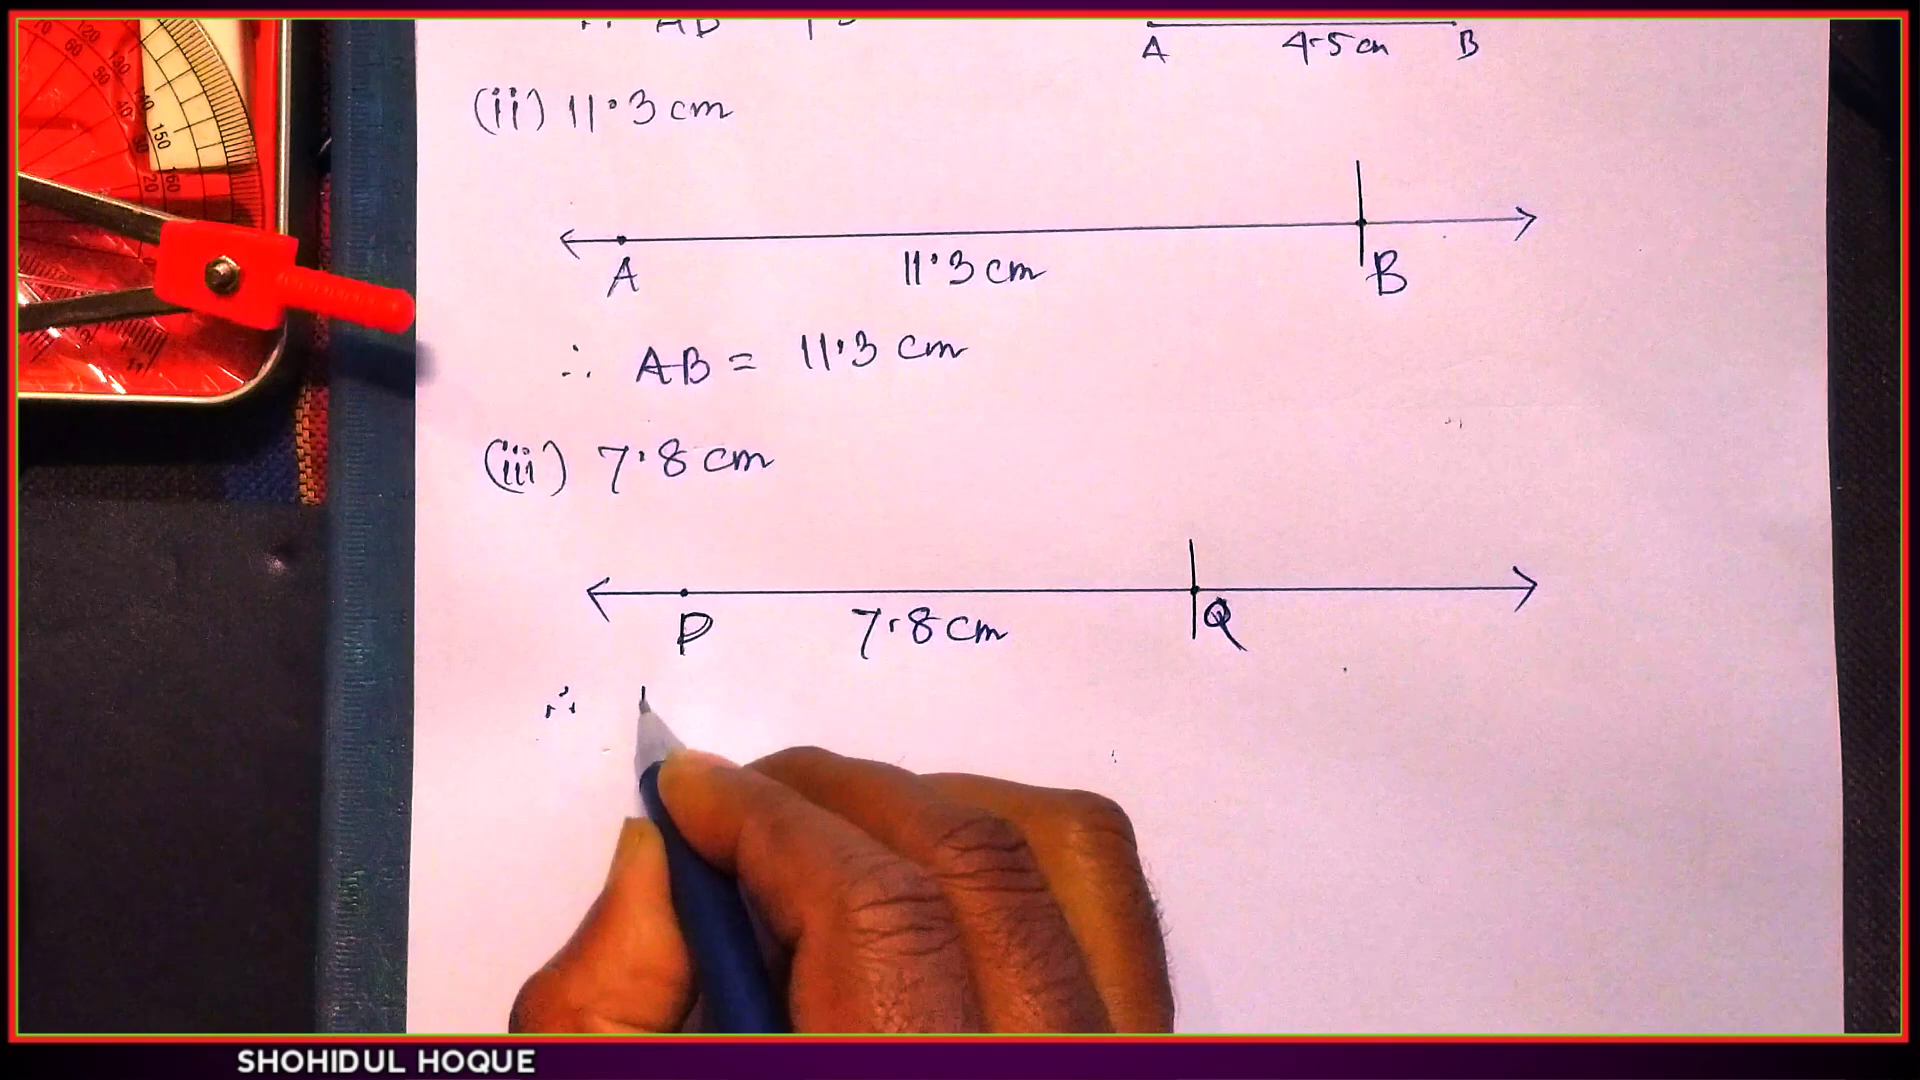 A 4.5 cm B
(ii) 11.3 cm
A 11.3 cm B
∴ AB = 11.3 cm
(iii) 7.8 cm
P 7.8 cm Q
∴
SHOHIDUL HOQUE